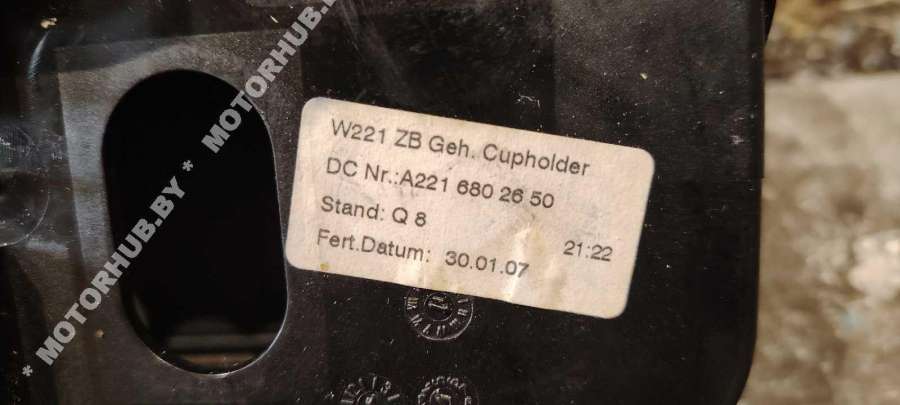 W221 ZB Geh. Cupholder
DC Nr.:A221 680 26 50
Stand: Q 8
21:22
Fert.Datum: 30.01.07
* MOTORHUB.BY * MOTORHUB.BY